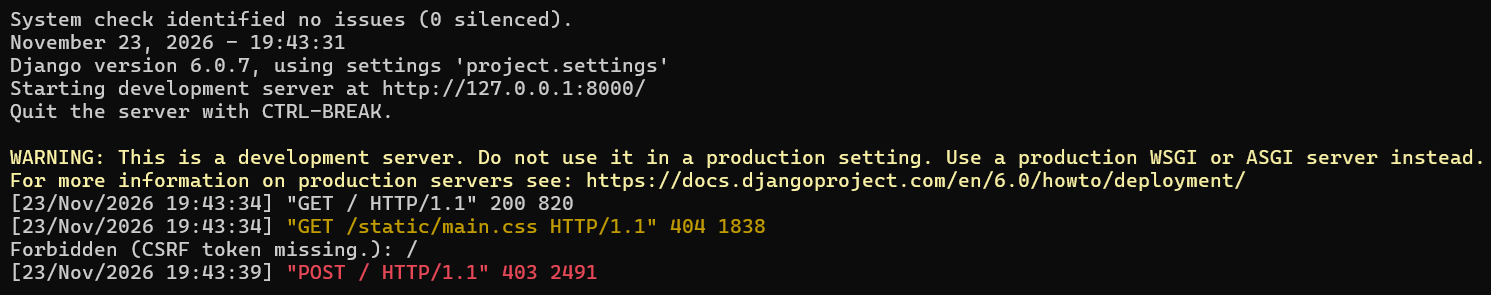 System check identified no issues (0 silenced).
November 23, 2026 - 19:43:31
Django version 6.0.7, using settings 'project.settings'
Starting development server at http://127.0.0.1:8000/
Quit the server with CTRL-BREAK.
WARNING: This is a development server. Do not use it in a production setting. Use a production WSGI or ASGI server instead.
For more information on production servers see: https://docs.djangoproject.com/en/6.0/howto/deployment/
[23/Nov/2026 19:43:34] "GET / HTTP/1.1" 200 820
[23/Nov/2026 19:43:34] "GET /static/main.css HTTP/1.1" 404 1838
Forbidden (CSRF token missing.): /
[23/Nov/2026 19:43:39] "POST / HTTP/1.1" 403 2491